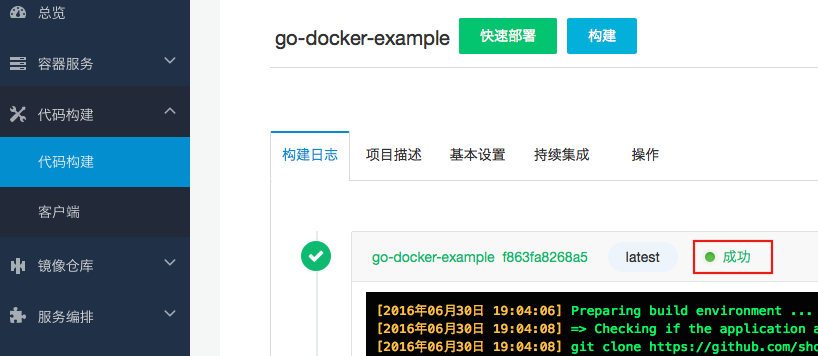 总览
容器服务
代码构建
代码构建
客户端
镜像仓库
服务编排
go-docker-example 快速部署 构建
构建日志 项目描述 基本设置 持续集成 操作
go-docker-example f863fa8268a5 latest 成功
[2016年06月30日 19:04:06] Preparing build environment ...
[2016年06月30日 19:04:08] => Checking if the application a
[2016年06月30日 19:04:08] git clone https://github.com/sho